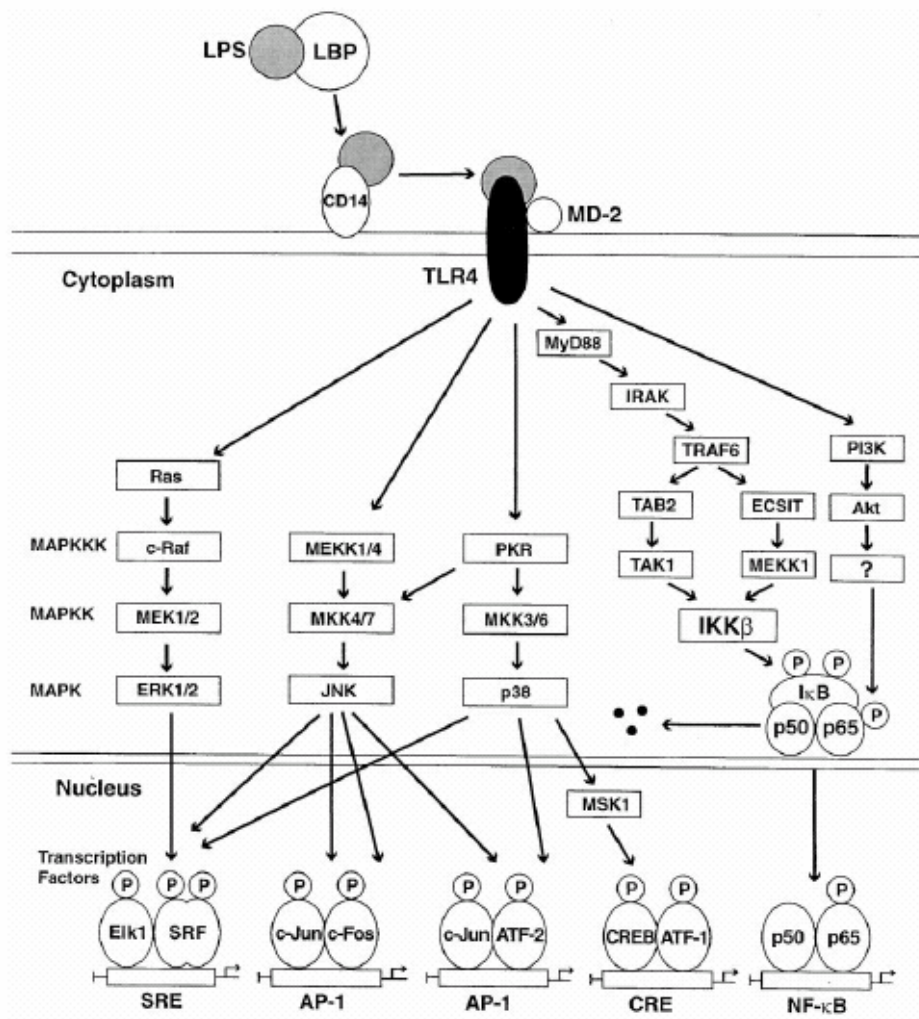 LPS LBP
CD14
MD-2
TLR4
Cytoplasm
MyD88
IRAK
Ras
TRAF6
PI3K
TAB2
ECSIT
Akt
MAPKKK
c-Raf
MEKK1/4
PKR
TAK1
MEKK1
?
MAPKK
MEK1/2
MKK4/7
MKK3/6
IKKβ
MAPK
ERK1/2
JNK
p38
P P
IκB
p50 p65 P
Nucleus
MSK1
Transcription
Factors
P P P
P P
P P
P P
P
Elk1 SRF
c-Jun c-Fos
c-Jun ATF-2
CREB ATF-1
p50 p65
SRE
AP-1
AP-1
CRE
NF-κB